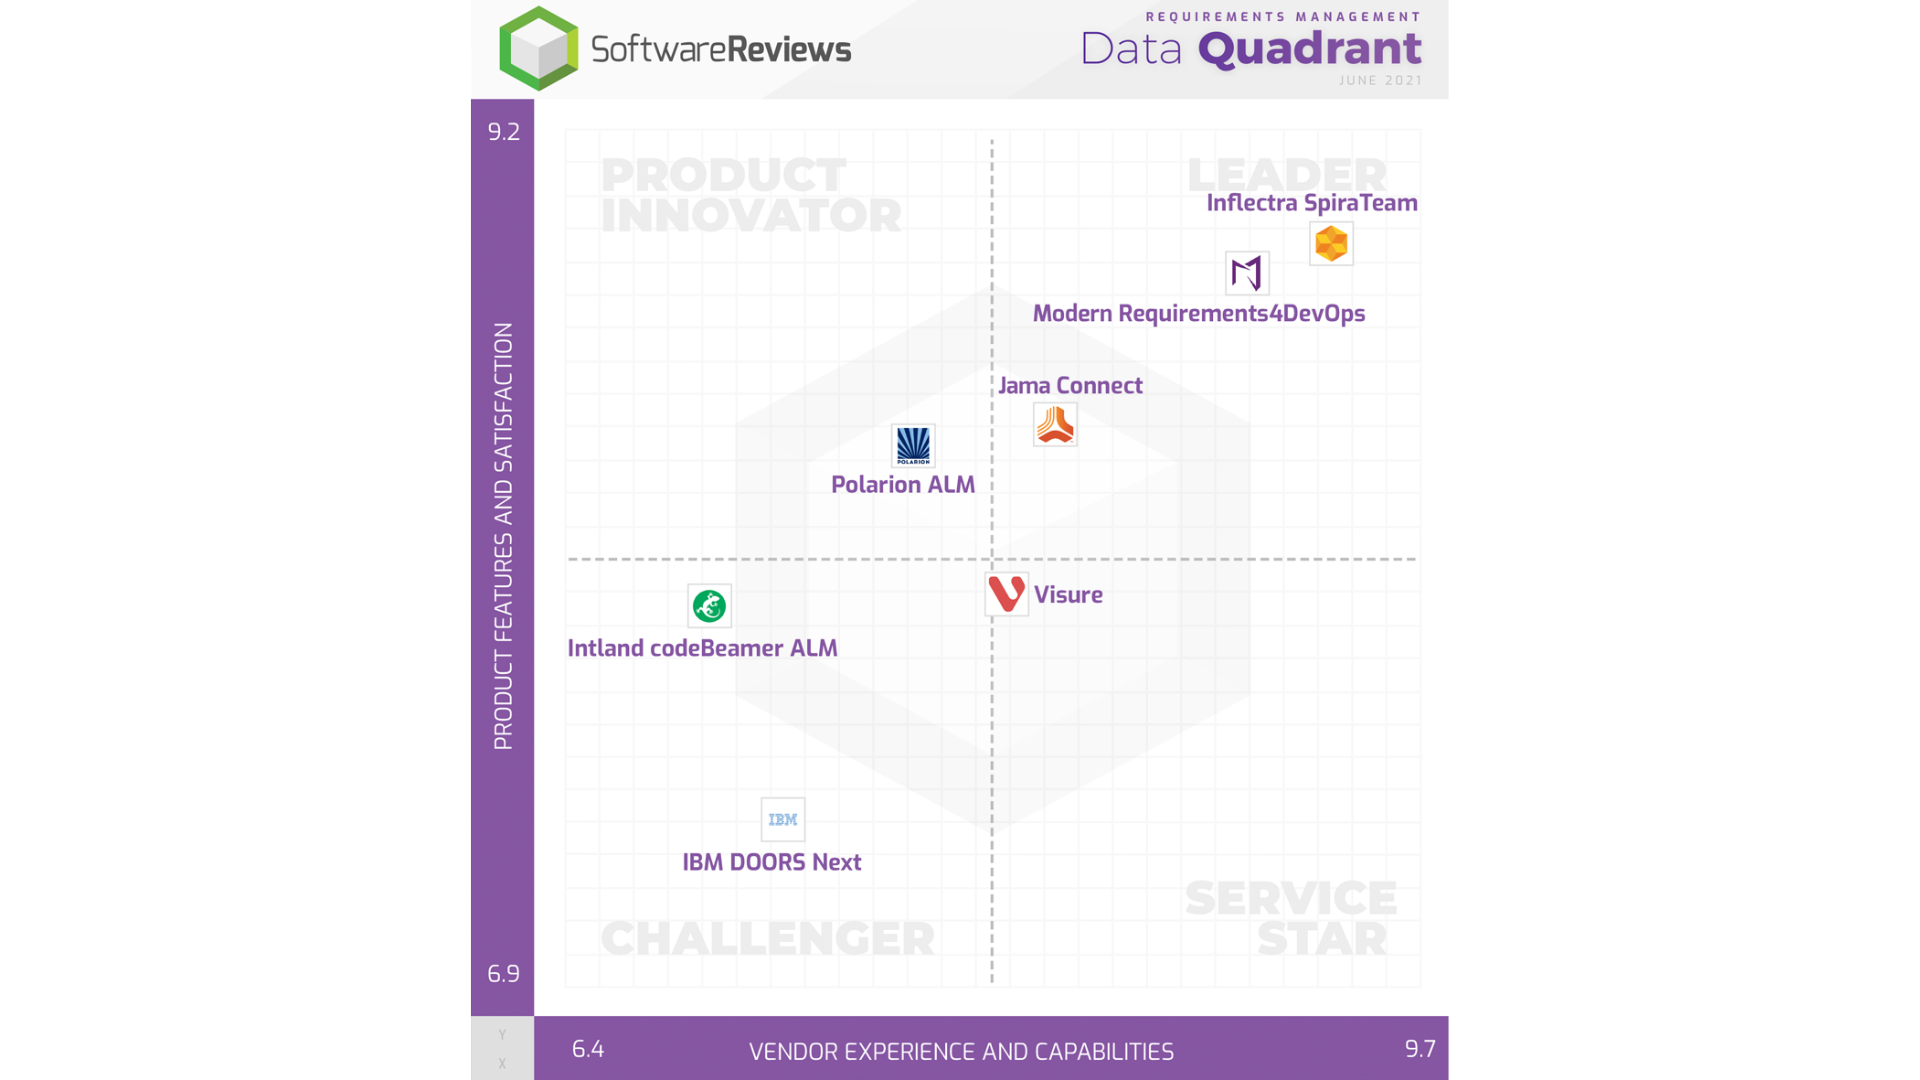 SoftwareReviews
REQUIREMENTS MANAGEMENT
Data Quadrant
JUNE 2021
9.2
PRODUCT FEATURES AND SATISFACTION
6.9
PRODUCT
INNOVATOR
LEADER
Inflectra SpiraTeam
Modern Requirements4DevOps
Jama Connect
POLARION
Polarion ALM
Visure
Intland codeBeamer ALM
IBM
IBM DOORS Next
CHALLENGER
SERVICE
STAR
Y
X
6.4
VENDOR EXPERIENCE AND CAPABILITIES
9.7